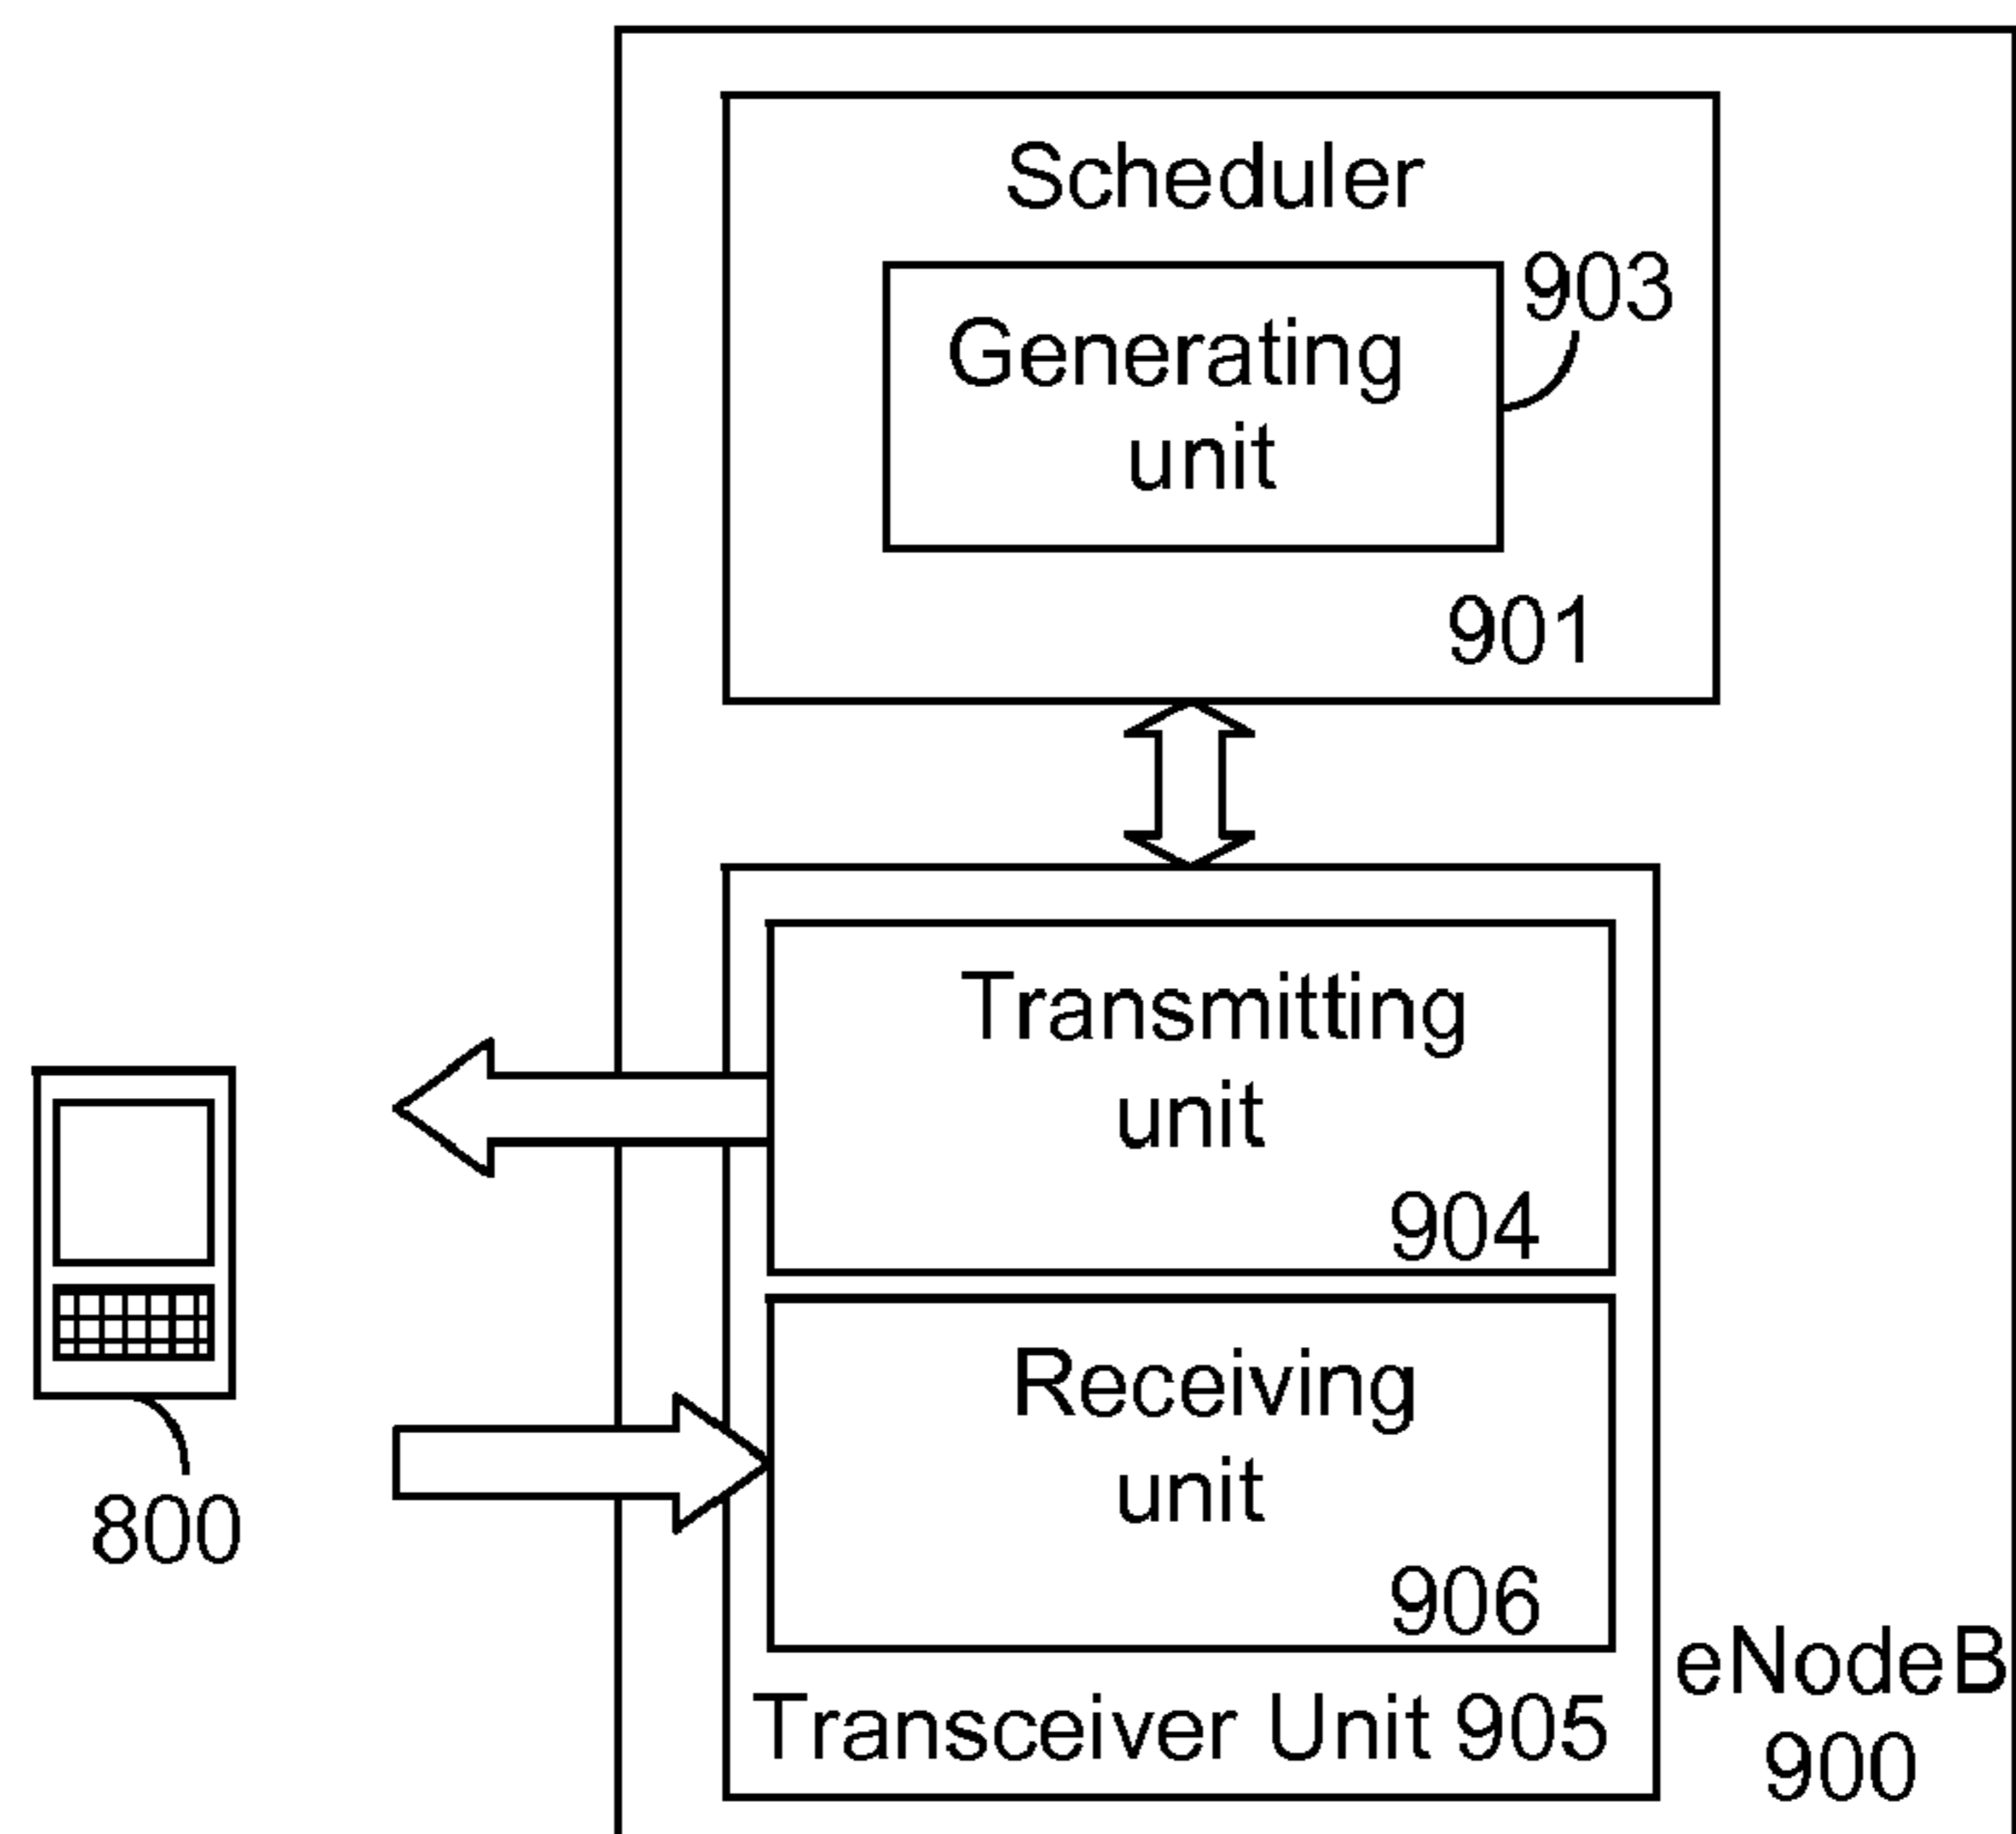 Scheduler
903
Generating
unit
901
Transmitting
unit
904
Receiving
unit
906
Transceiver Unit 905
eNodeB
900
800